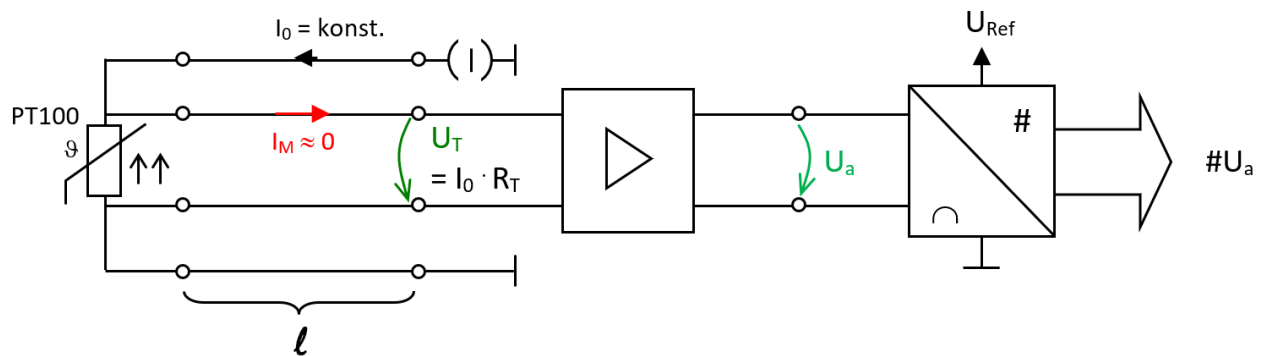 I₀ = konst.
( I )
U_Ref
PT100
ϑ
I_M ≈ 0
U_T
= I₀ · R_T
U_a
#
#U_a
ℓ